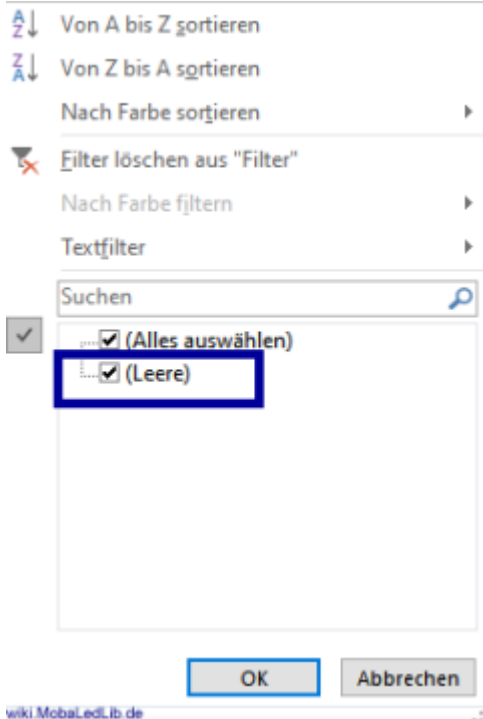 Von A bis Z sortieren
Von Z bis A sortieren
Nach Farbe sortieren
Filter löschen aus "Filter"
Nach Farbe filtern
Textfilter
Suchen
(Alles auswählen)
(Leere)
OK Abbrechen
wiki.MobaLedLib.de